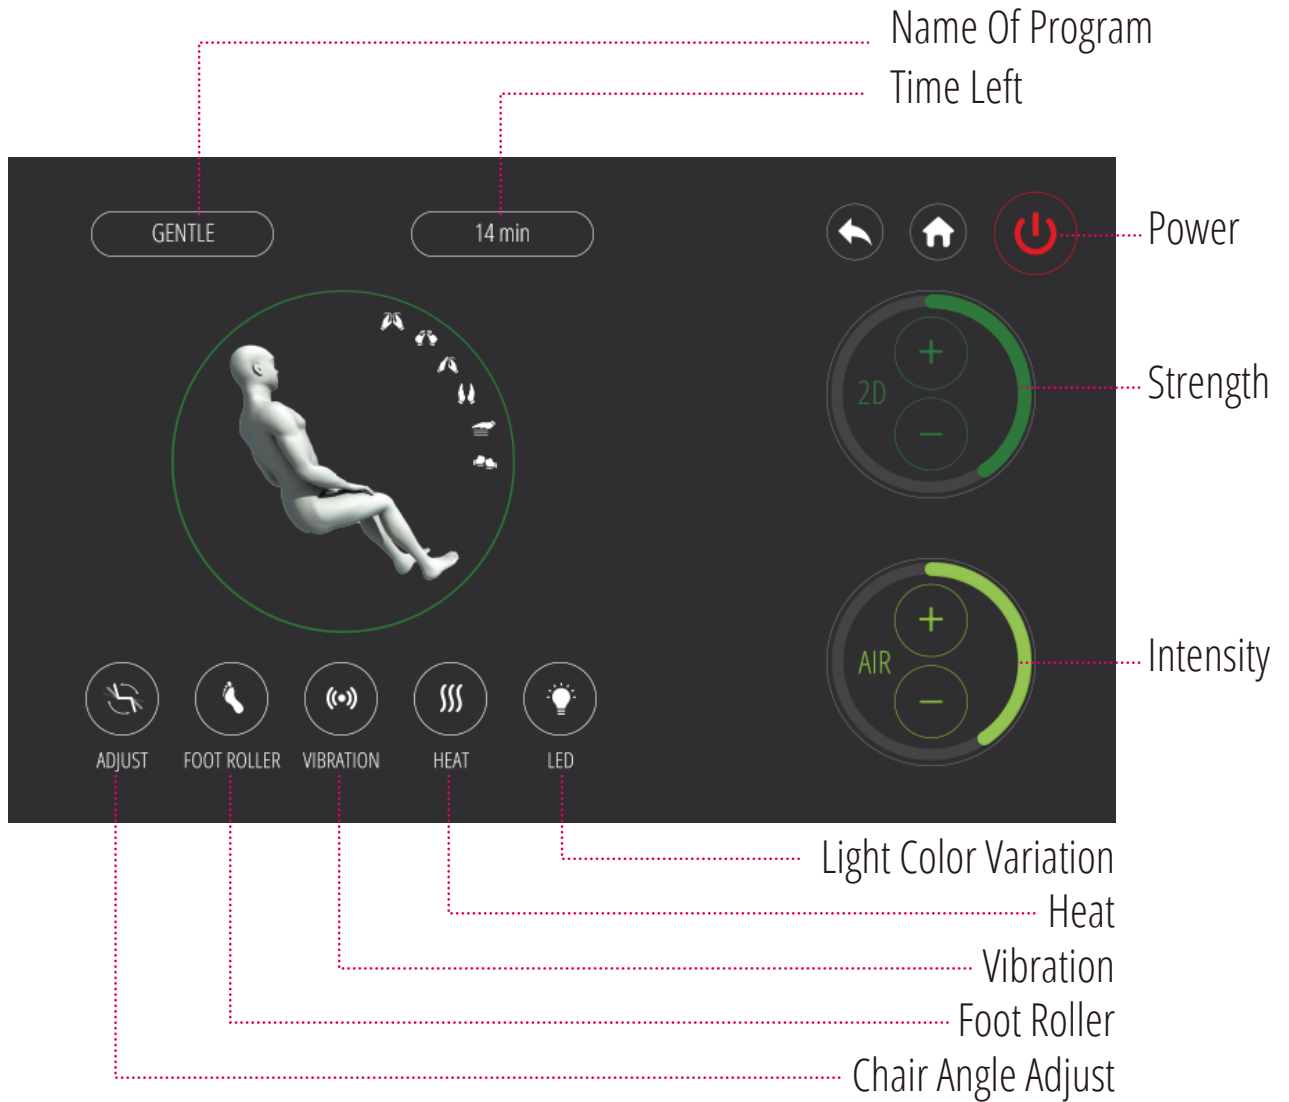 Name Of Program
Time Left
GENTLE
14 min
Power
2D
Strength
AIR
Intensity
ADJUST
FOOT ROLLER
VIBRATION
HEAT
LED
Light Color Variation
Heat
Vibration
Foot Roller
Chair Angle Adjust